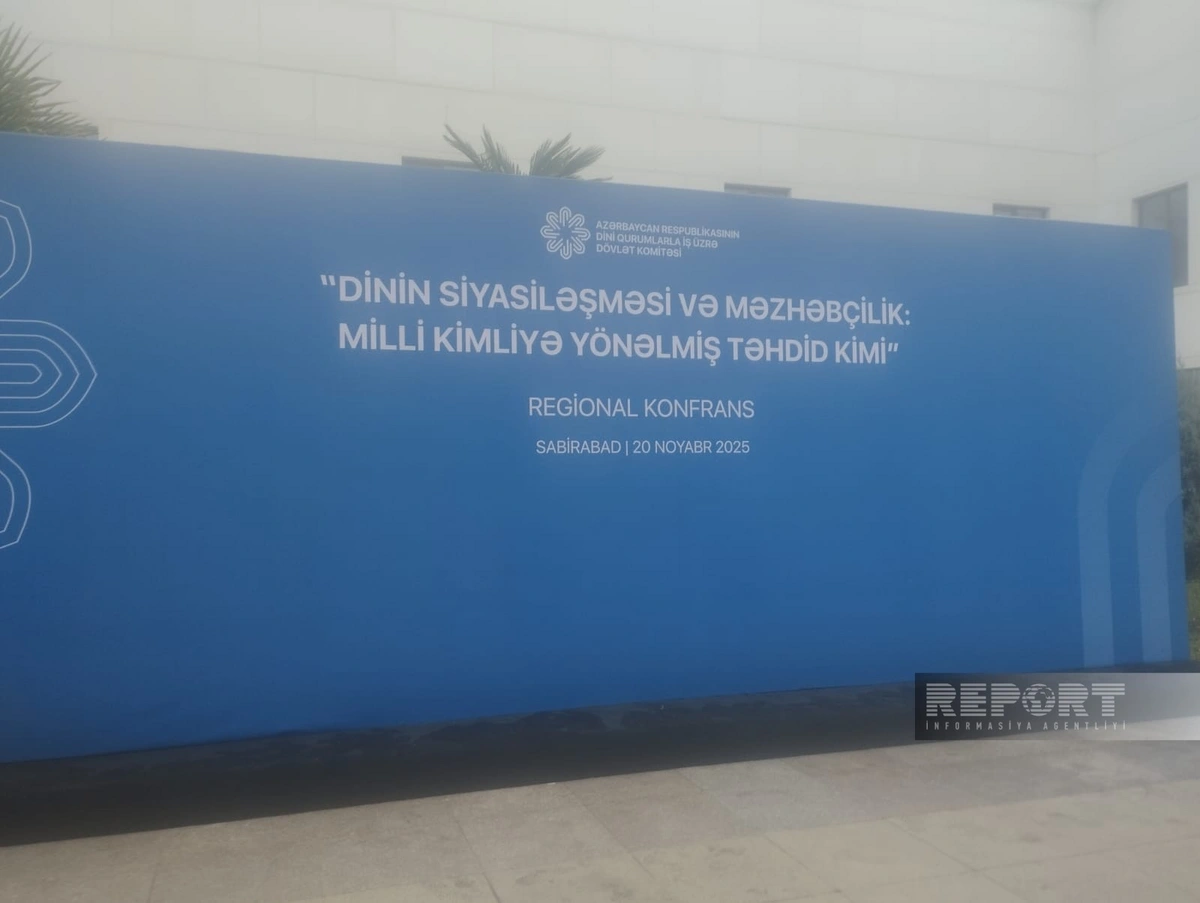 AZƏRBAYCAN RESPUBLİKASININ
DİNİ QURUMLARLA İŞ ÜZRƏ
DÖVLƏT KOMİTƏSİ
“DİNİN SİYASİLƏŞMƏSİ VƏ MƏZHƏBÇİLİK:
MİLLİ KİMLİYƏ YÖNƏLMİŞ TƏHDİD KİMİ”
REGİONAL KONFRANS
SABİRABAD | 20 NOYABR 2025
REPORT
İNFORMASİYA AGENTLİYİ